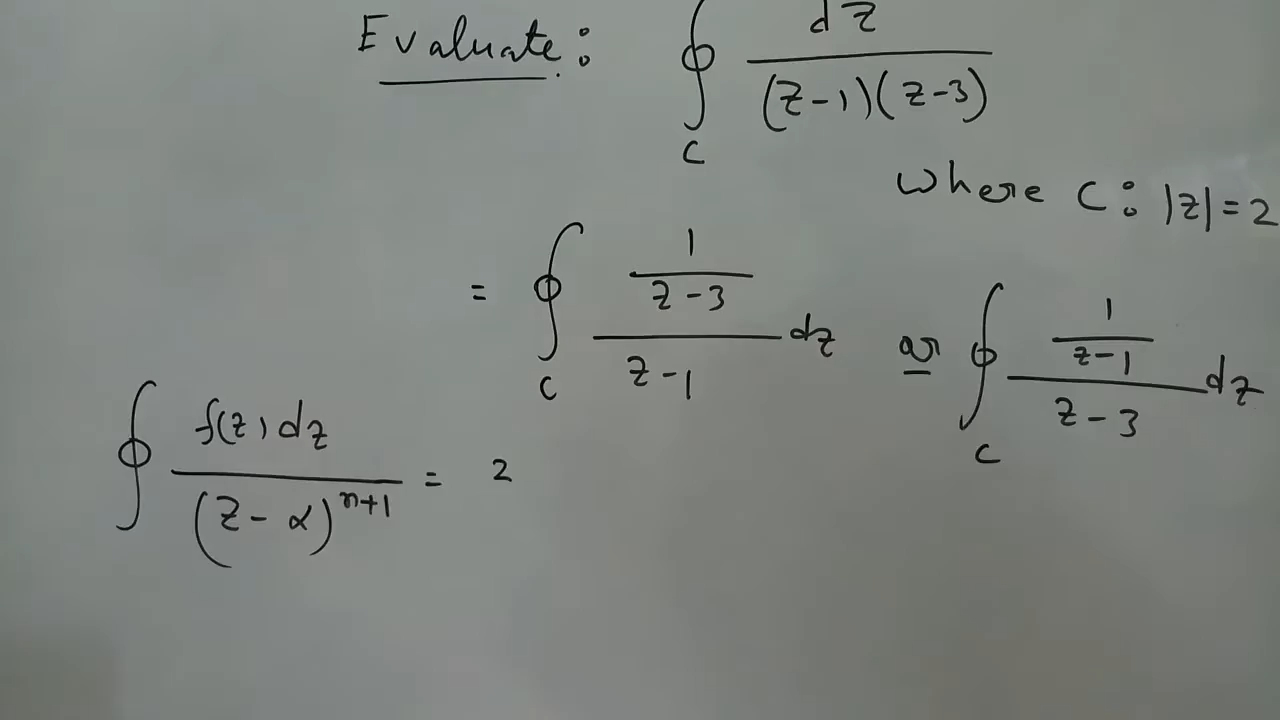 Evaluate: ∮_C dz / (z-1)(z-3)
where C: |z|=2
= ∮_C (1/(z-3)) / (z-1) dz or ∮_C (1/(z-1)) / (z-3) dz
∮ f(z) dz / (z-α)^(n+1) = 2